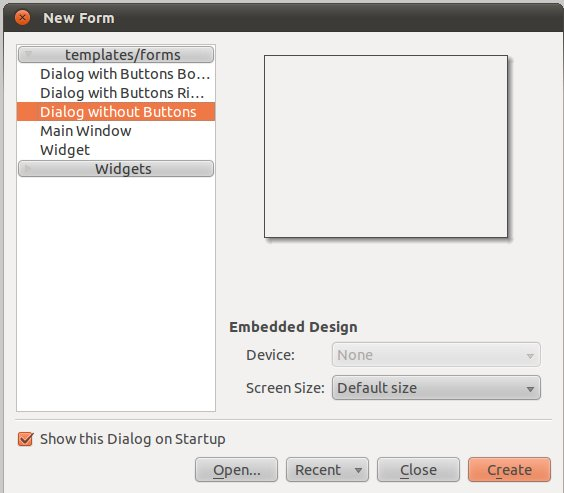 New Form
templates/forms
Dialog with Buttons Bo...
Dialog with Buttons Ri...
Dialog without Buttons
Main Window
Widget
Widgets
Embedded Design
Device: None
Screen Size: Default size
Show this Dialog on Startup
Open... Recent Close Create